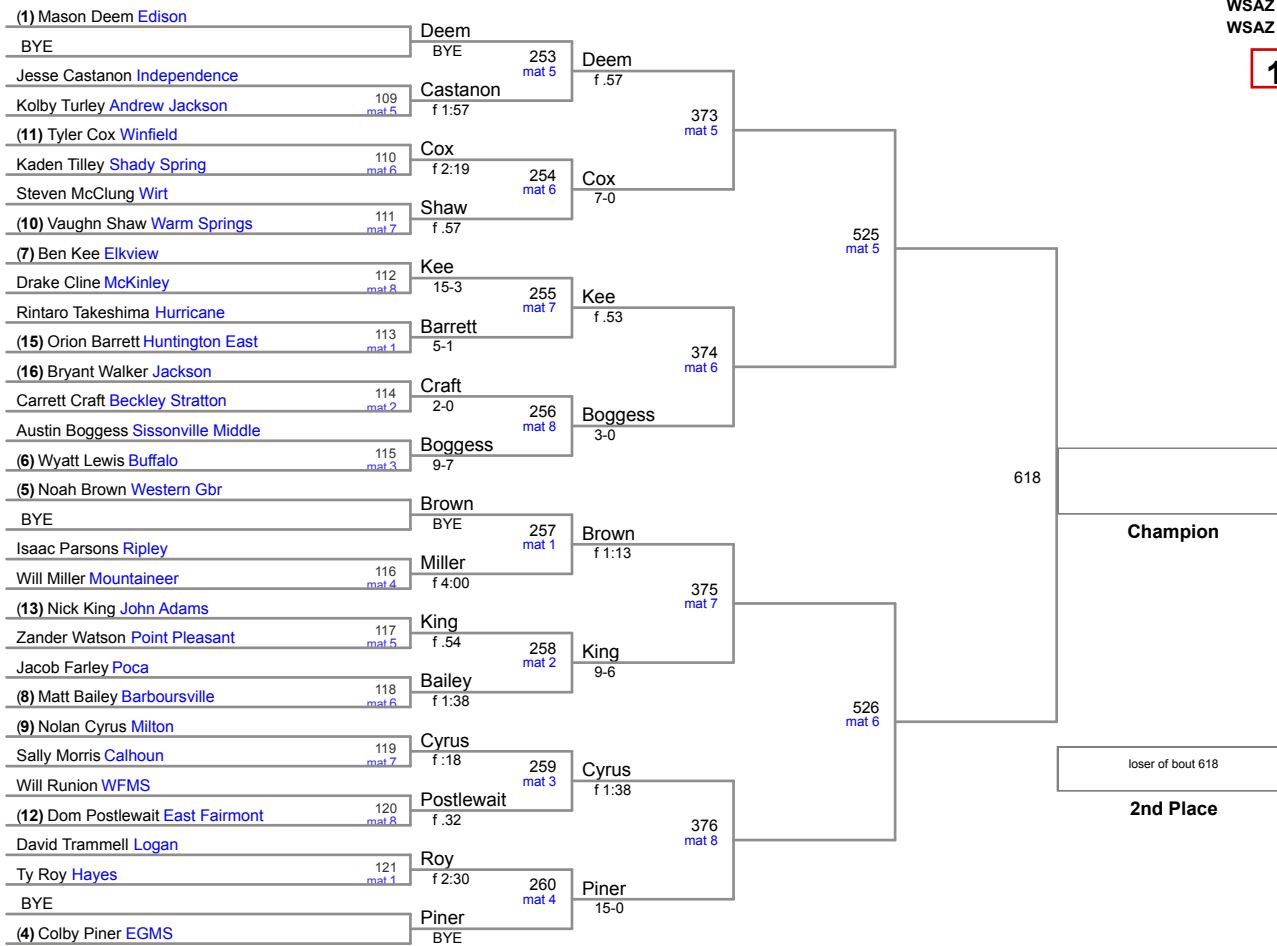 WSAZ
WSAZ
1
(1) Mason Deem Edison
BYE
Jesse Castanon Independence
Kolby Turley Andrew Jackson
(11) Tyler Cox Winfield
Kaden Tilley Shady Spring
Steven McClung Wirt
(10) Vaughn Shaw Warm Springs
(7) Ben Kee Elkview
Drake Cline McKinley
Rintaro Takeshima Hurricane
(15) Orion Barrett Huntington East
(16) Bryant Walker Jackson
Carrett Craft Beckley Stratton
Austin Boggess Sissonville Middle
(6) Wyatt Lewis Buffalo
(5) Noah Brown Western Gbr
BYE
Isaac Parsons Ripley
Will Miller Mountaineer
(13) Nick King John Adams
Zander Watson Point Pleasant
Jacob Farley Poca
(8) Matt Bailey Barboursville
(9) Nolan Cyrus Milton
Sally Morris Calhoun
Will Runion WFMS
(12) Dom Postlewait East Fairmont
David Trammell Logan
Ty Roy Hayes
BYE
(4) Colby Piner EGMS
109
mat 5
110
mat 6
111
mat 7
112
mat 8
113
mat 1
114
mat 2
115
mat 3
116
mat 4
117
mat 5
118
mat 6
119
mat 7
120
mat 8
121
mat 1
Deem
BYE
Castanon
f 1:57
Cox
f 2:19
Shaw
f .57
Kee
15-3
Barrett
5-1
Craft
2-0
Boggess
9-7
Brown
BYE
Miller
f 4:00
King
f .54
Bailey
f 1:38
Cyrus
f :18
Postlewait
f .32
Roy
f 2:30
Piner
BYE
253
mat 5
254
mat 6
255
mat 7
256
mat 8
257
mat 1
258
mat 2
259
mat 3
260
mat 4
Deem
f .57
Cox
7-0
Kee
f .53
Boggess
3-0
Brown
f 1:13
King
9-6
Cyrus
f 1:38
Piner
15-0
373
mat 5
374
mat 6
375
mat 7
376
mat 8
525
mat 5
526
mat 6
618
Champion
loser of bout 618
2nd Place